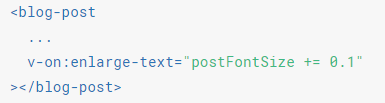 <blog-post
  ...
  v-on:enlarge-text="postFontSize += 0.1"
></blog-post>